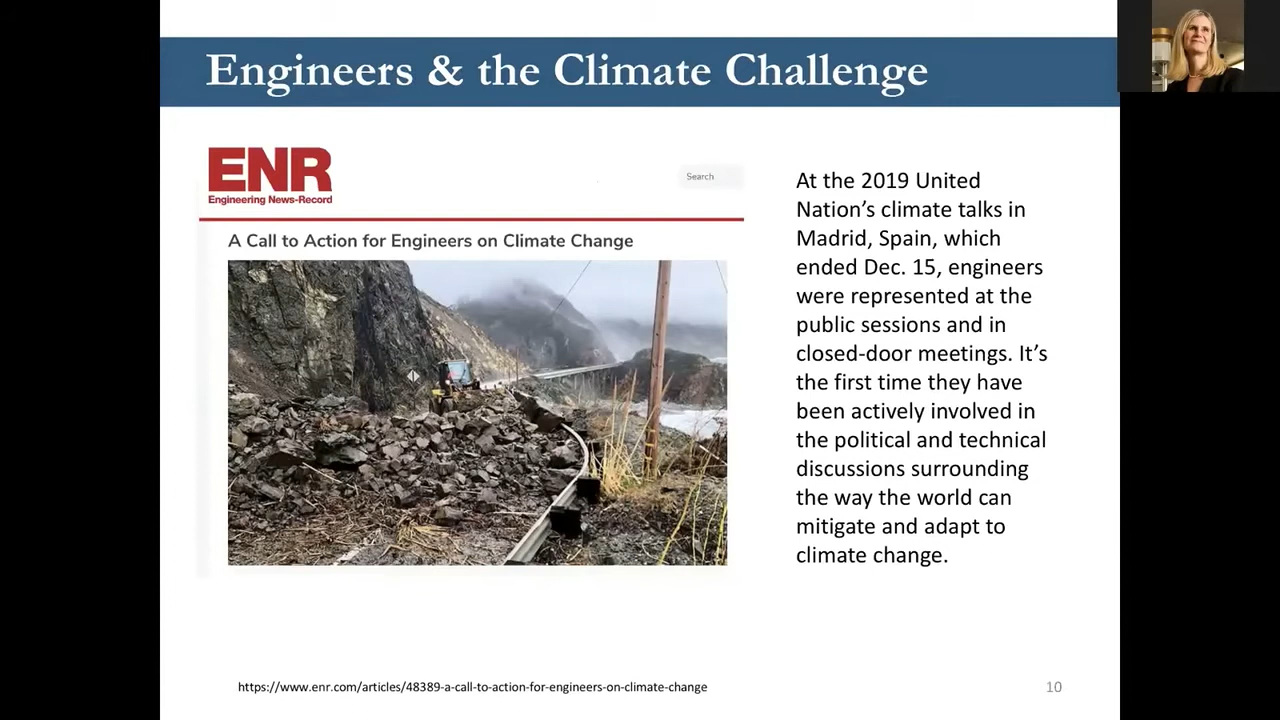 Engineers & the Climate Challenge
ENR
Engineering News-Record
Search
A Call to Action for Engineers on Climate Change
At the 2019 United
Nation’s climate talks in
Madrid, Spain, which
ended Dec. 15, engineers
were represented at the
public sessions and in
closed-door meetings. It’s
the first time they have
been actively involved in
the political and technical
discussions surrounding
the way the world can
mitigate and adapt to
climate change.
https://www.enr.com/articles/48389-a-call-to-action-for-engineers-on-climate-change
10